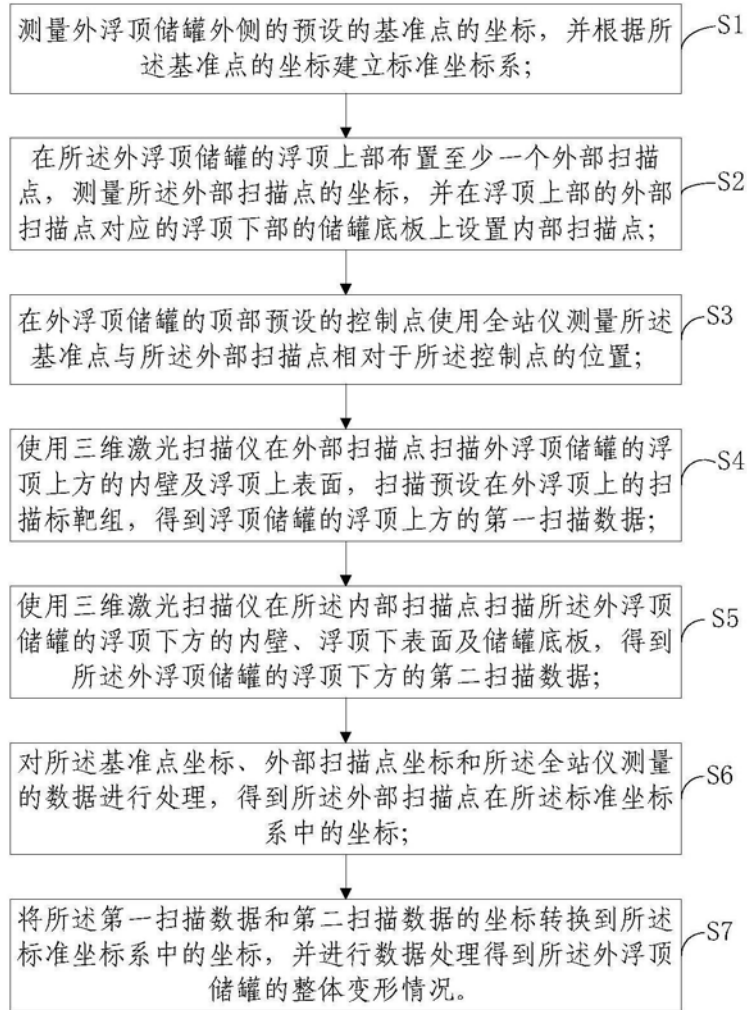 测量外浮顶储罐外侧的预设的基准点的坐标，并根据所
述基准点的坐标建立标准坐标系；
S1
在所述外浮顶储罐的浮顶上部布置至少一个外部扫描
点，测量所述外部扫描点的坐标，并在浮顶上部的外部
扫描点对应的浮顶下部的储罐底板上设置内部扫描点；
S2
在外浮顶储罐的顶部预设的控制点使用全站仪测量所述
基准点与所述外部扫描点相对于所述控制点的位置；
S3
使用三维激光扫描仪在外部扫描点扫描外浮顶储罐的浮
顶上方的内壁及浮顶上表面，扫描预设在外浮顶上的扫
描标靶组，得到浮顶储罐的浮顶上方的第一扫描数据；
S4
使用三维激光扫描仪在所述内部扫描点扫描所述外浮顶
储罐的浮顶下方的内壁、浮顶下表面及储罐底板，得到
所述外浮顶储罐的浮顶下方的第二扫描数据；
S5
对所述基准点坐标、外部扫描点坐标和所述全站仪测量
的数据进行处理，得到所述外部扫描点在所述标准坐标
系中的坐标；
S6
将所述第一扫描数据和第二扫描数据的坐标转换到所述
标准坐标系中的坐标，并进行数据处理得到所述外浮顶
储罐的整体变形情况。
S7